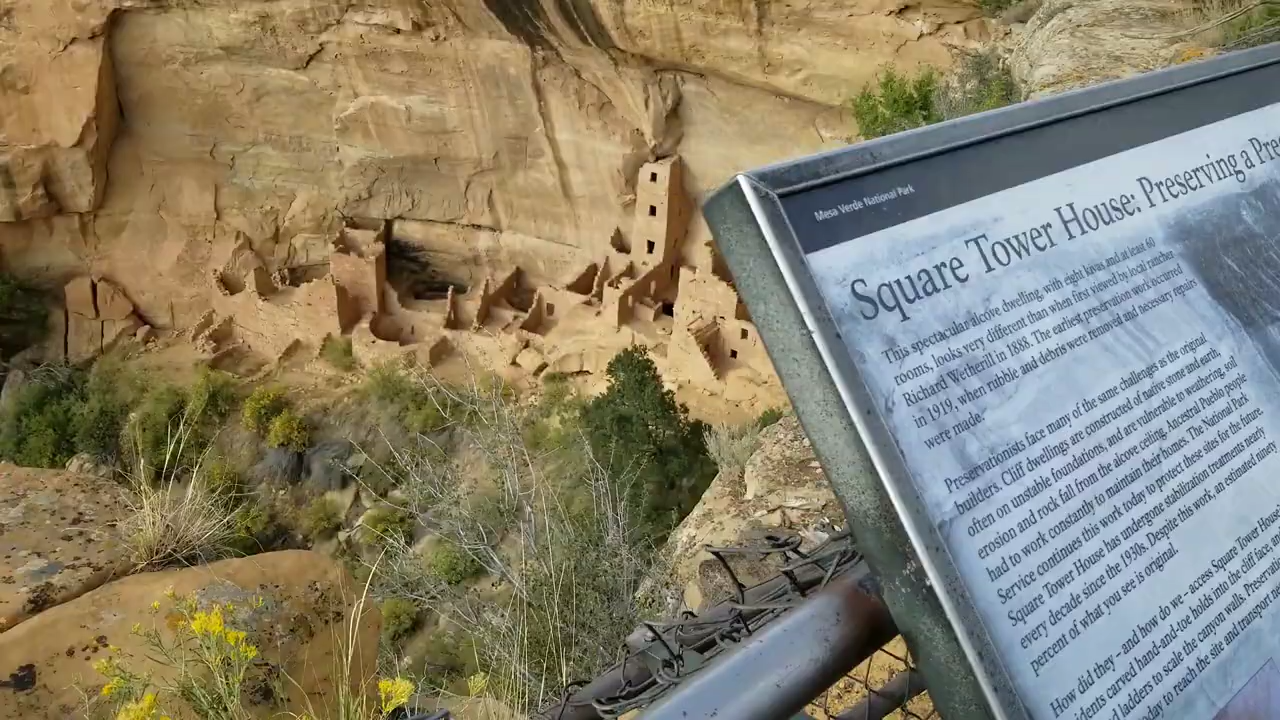 Mesa Verde National Park
Square Tower House: Preserving a
This spectacular alcove dwelling, with eight kivas and at least 60
rooms, looks very different than when first viewed by local rancher
Richard Wetherill in 1888. The earliest preservation work occurred
in 1919, when rubble and debris were removed and necessary repairs
were made.
Preservationists face many of the same challenges as the original
builders. Cliff dwellings are constructed of native stone and earth,
often on unstable foundations, and are vulnerable to weathering, soil
erosion and rock fall from the alcove ceiling. Ancestral Pueblo people
had to work constantly to maintain their homes. The National Park
Service continues this work today to protect these sites for the future.
Square Tower House has undergone stabilization treatments nearly
every decade since the 1930s. Despite this work, an estimated ninety
percent of what you see is original.
How did they – and how do we – access Square Tower House
carved hand-and-toe holds into the cliff face, and
ladders to scale the canyon walls.
to reach the site and transport